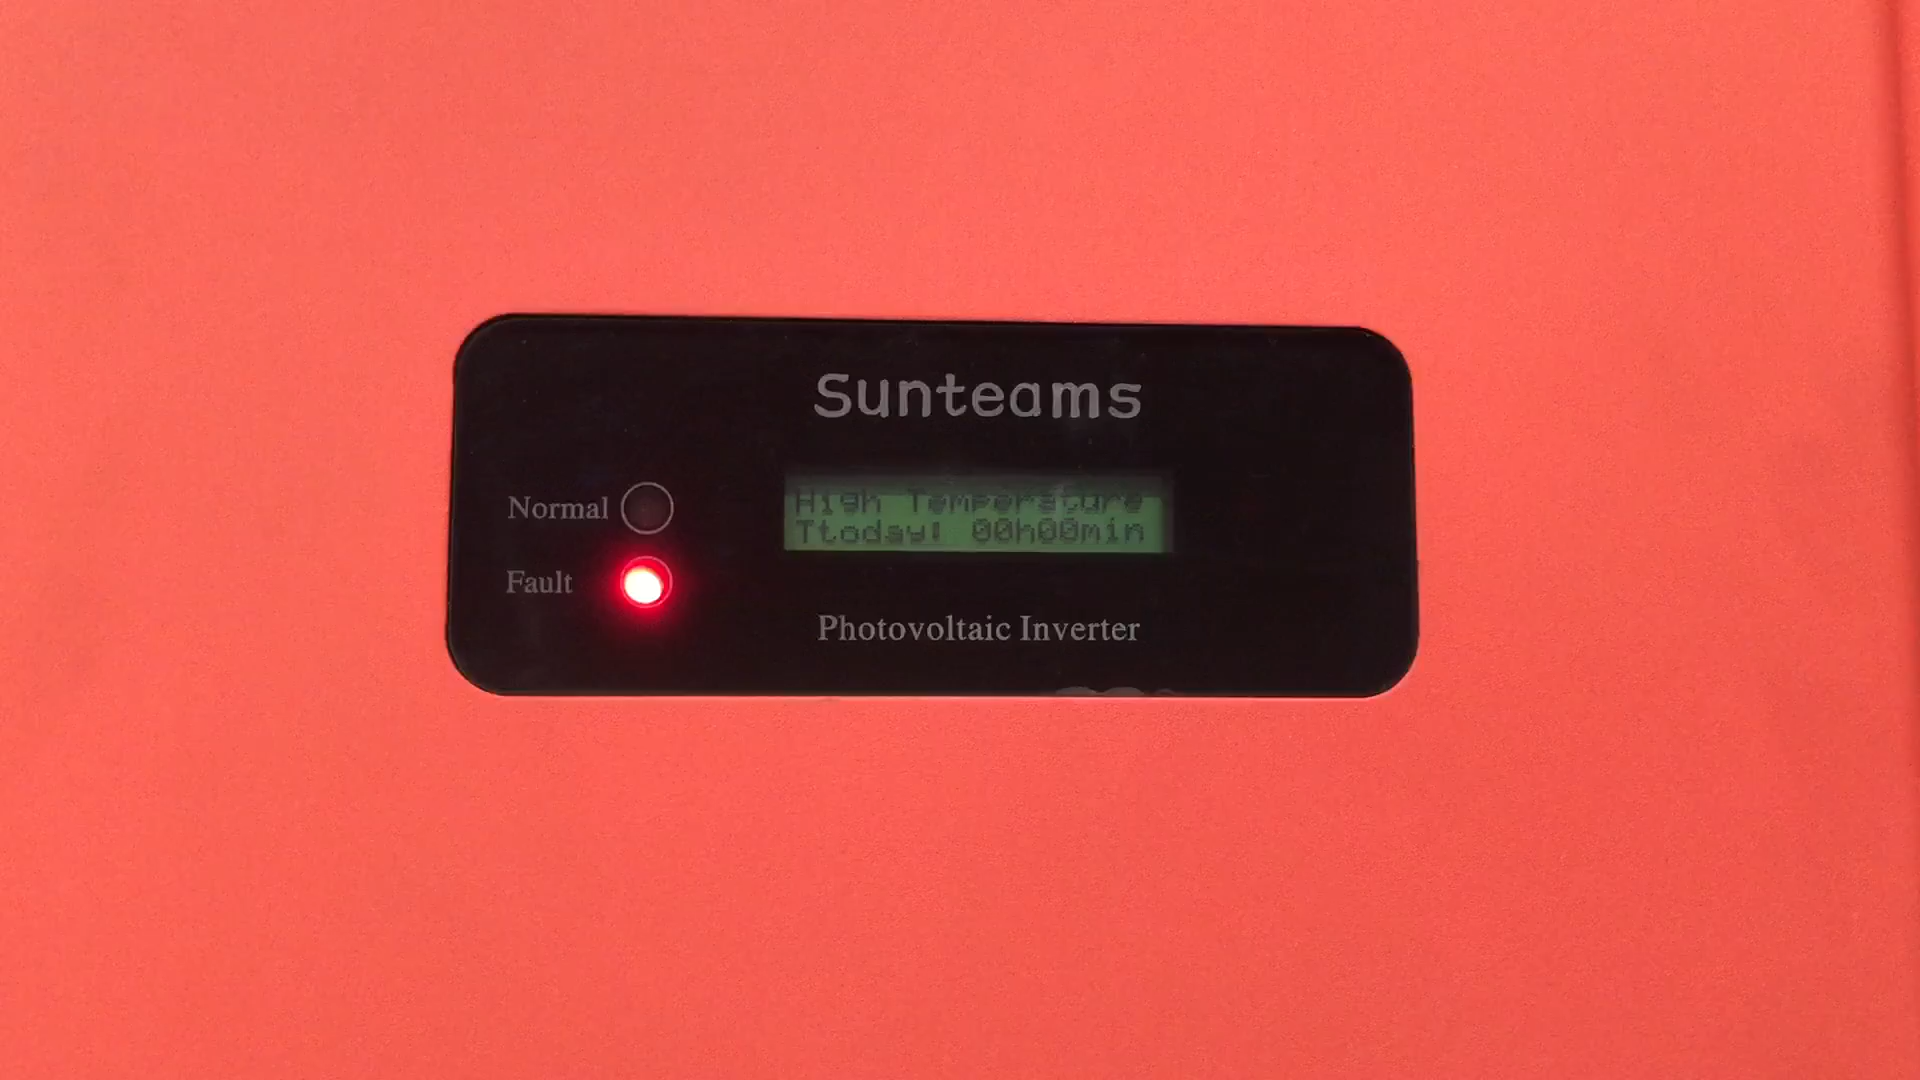 Sunteams
Normal
High Temperature
Ttoday: 00h00min
Fault
Photovoltaic Inverter